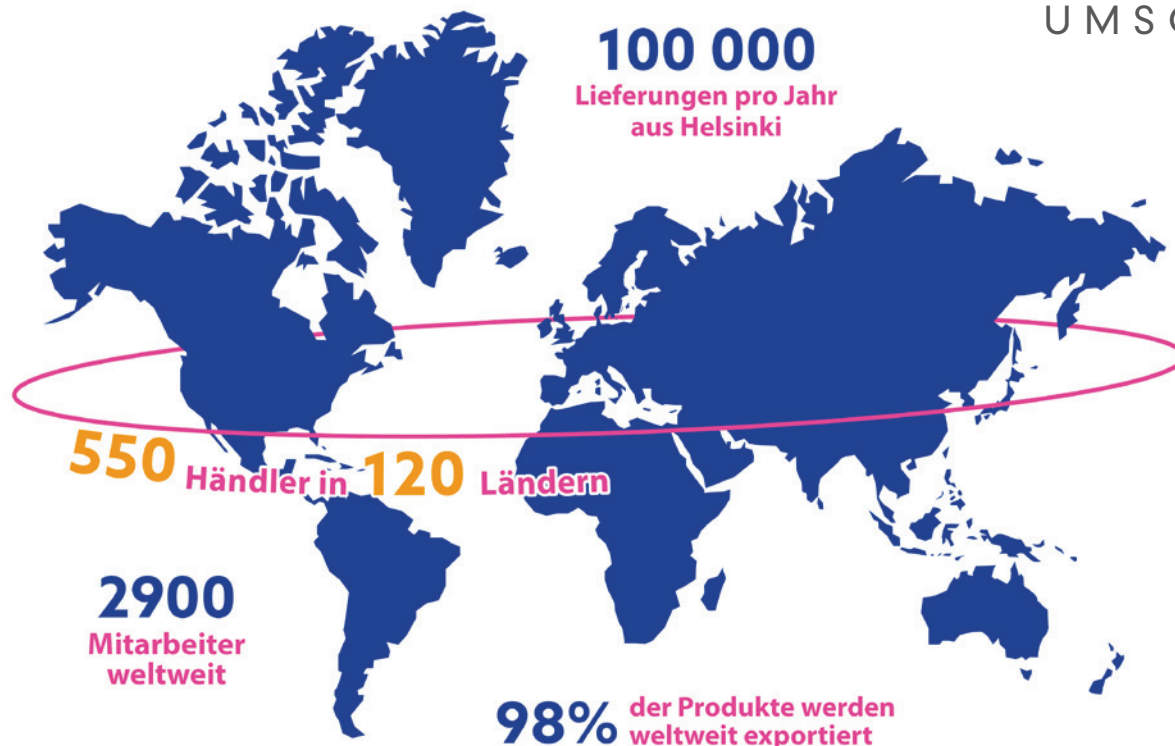 UMS
100 000
Lieferungen pro Jahr
aus Helsinki
550 Händler in 120 Ländern
2900
Mitarbeiter
weltweit
98% der Produkte werden
weltweit exportiert